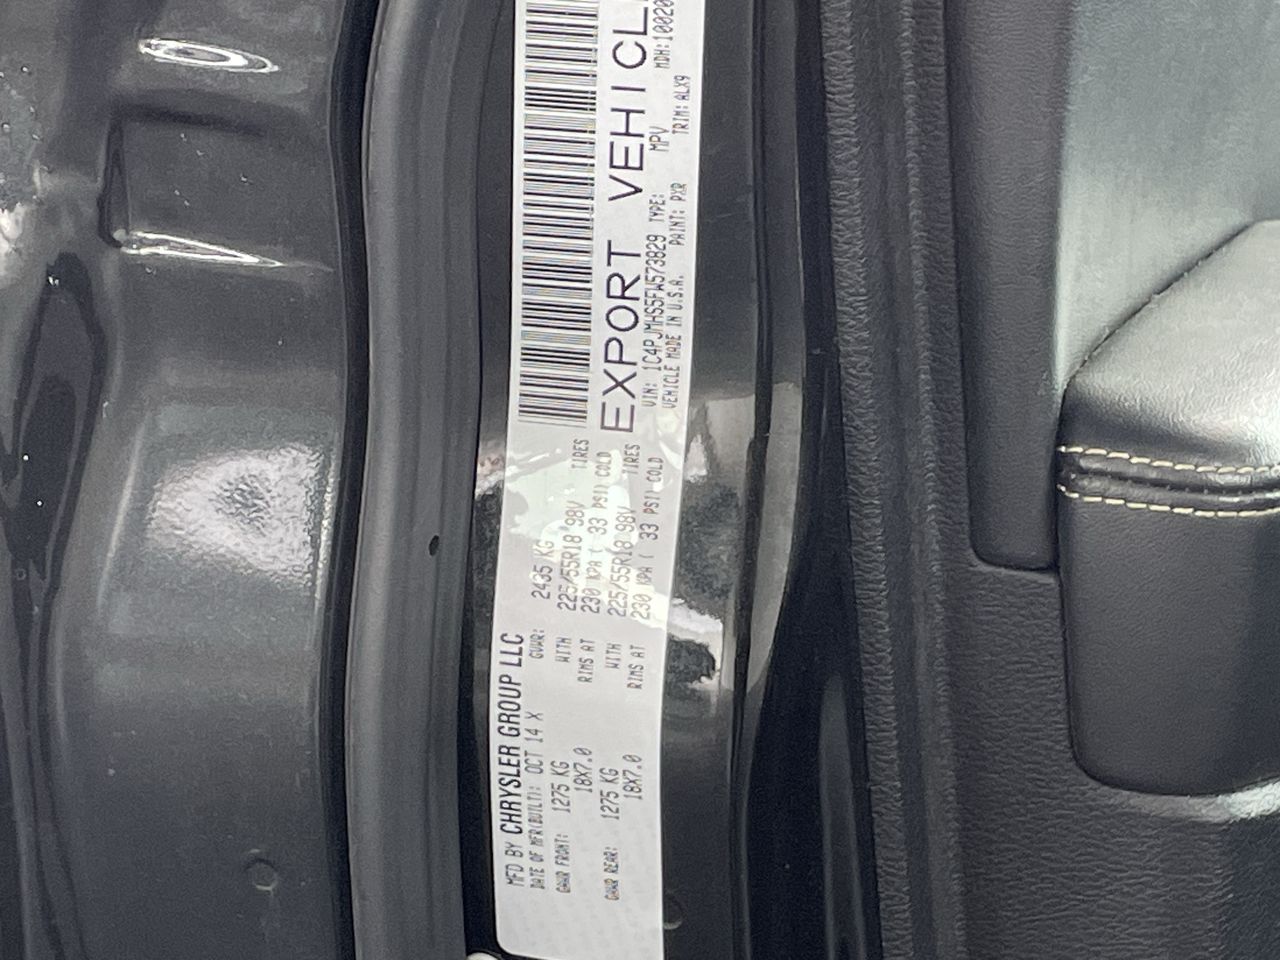 MFD BY CHRYSLER GROUP LLC
DATE OF MFR(BUILT): OCT 14 X GVWR: 2435 KG
GAWR FRONT: 1275 KG WITH 225/55R18 98V TIRES
18X7.0 RIMS AT 230 KPA ( 33 PSI) COLD
GAWR REAR: 1275 KG WITH 225/55R18 98V TIRES
18X7.0 RIMS AT 230 KPA ( 33 PSI) COLD
EXPORT VEHICL
VIN: 1C4PJMHS5FW573829 TYPE: MPV MDH:10020
VEHICLE MADE IN U.S.A. PAINT: PXR TRIM: ALX9